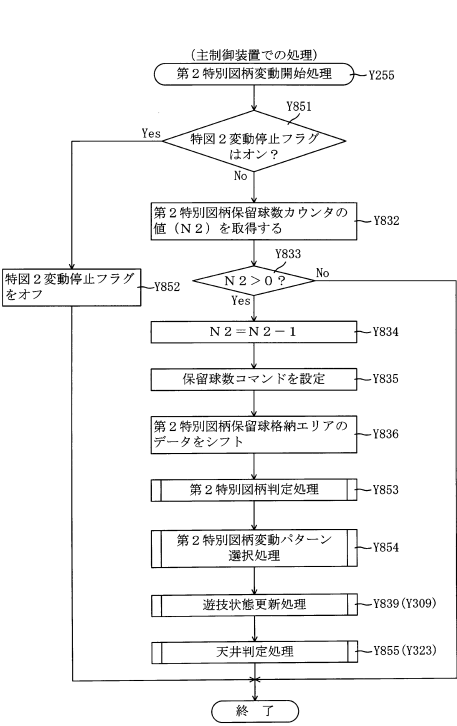 (主制御装置での処理)
第２特別図柄変動開始処理
Y255
Y851
特図２変動停止フラグ
はオン？
Yes
No
第２特別図柄保留球数カウンタの
値（Ｎ２）を取得する
Y832
Y833
Ｎ２＞０？
No
Yes
特図２変動停止フラグ
をオフ
Y852
Ｎ２＝Ｎ２－１
Y834
保留球数コマンドを設定
Y835
第２特別図柄保留球格納エリアの
データをシフト
Y836
第２特別図柄判定処理
Y853
第２特別図柄変動パターン
選択処理
Y854
遊技状態更新処理
Y839(Y309)
天井判定処理
Y855(Y323)
終 了